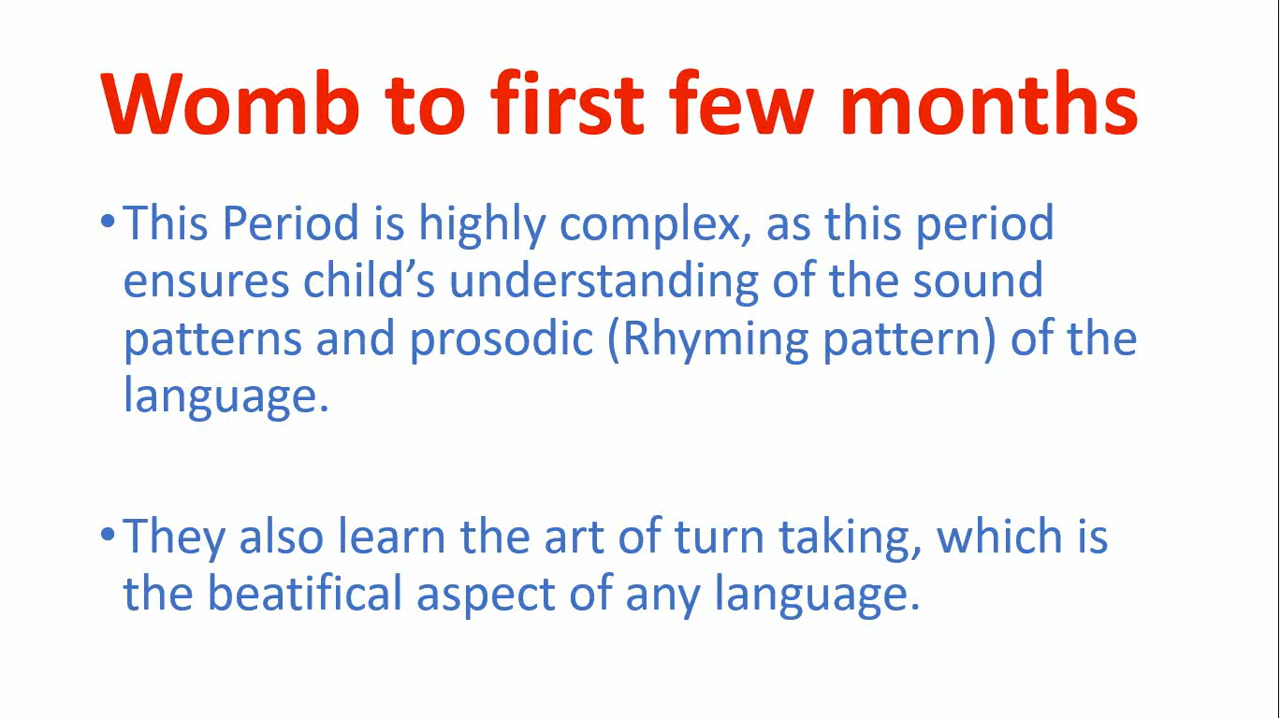 Womb to first few months
•This Period is highly complex, as this period
ensures child’s understanding of the sound
patterns and prosodic (Rhyming pattern) of the
language.
•They also learn the art of turn taking, which is
the beatifical aspect of any language.